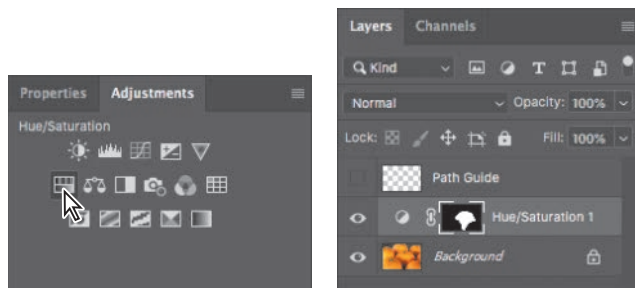 Properties Adjustments
Hue/Saturation
Layers Channels
Kind T
Normal Opacity: 100%
Lock: Fill: 100%
Path Guide
Hue/Saturation 1
Background